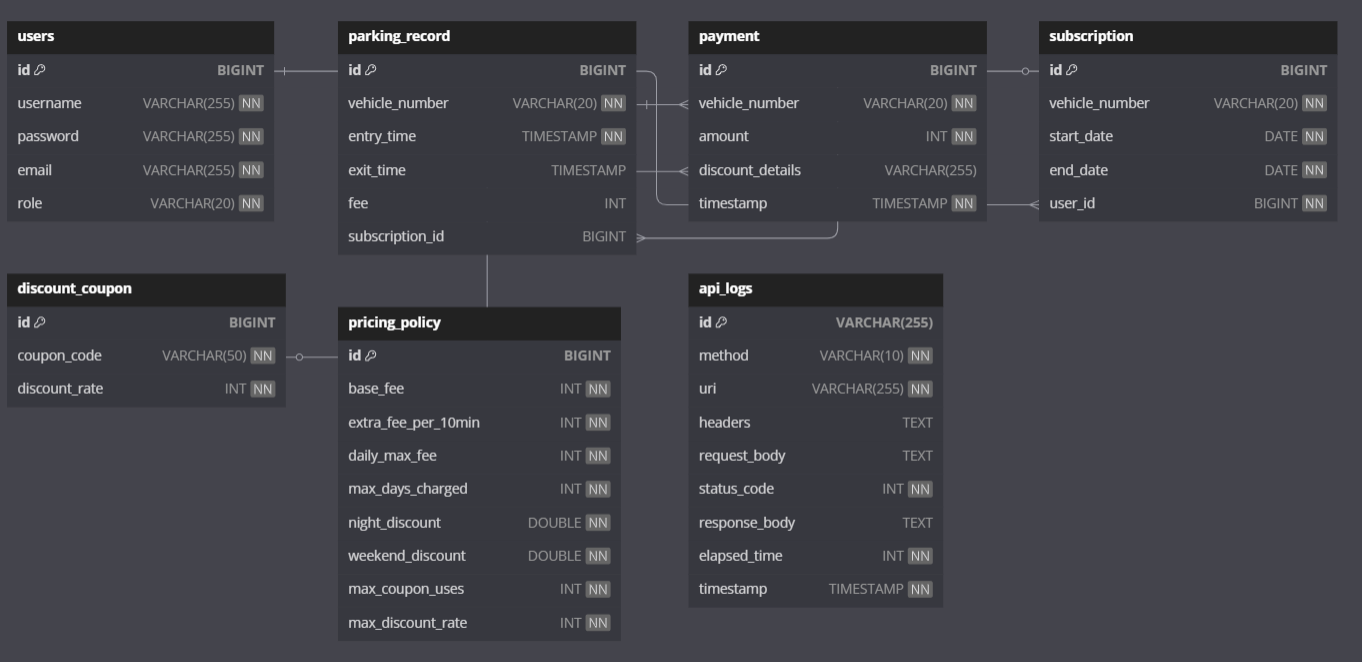 users
id BIGINT
username VARCHAR(255) NN
password VARCHAR(255) NN
email VARCHAR(255) NN
role VARCHAR(20) NN
parking_record
id BIGINT
vehicle_number VARCHAR(20) NN
entry_time TIMESTAMP NN
exit_time TIMESTAMP
fee INT
subscription_id BIGINT
payment
id BIGINT
vehicle_number VARCHAR(20) NN
amount INT NN
discount_details VARCHAR(255)
timestamp TIMESTAMP NN
subscription
id BIGINT
vehicle_number VARCHAR(20) NN
start_date DATE NN
end_date DATE NN
user_id BIGINT NN
discount_coupon
id BIGINT
coupon_code VARCHAR(50) NN
discount_rate INT NN
pricing_policy
id BIGINT
base_fee INT NN
extra_fee_per_10min INT NN
daily_max_fee INT NN
max_days_charged INT NN
night_discount DOUBLE NN
weekend_discount DOUBLE NN
max_coupon_uses INT NN
max_discount_rate INT NN
api_logs
id VARCHAR(255)
method VARCHAR(10) NN
uri VARCHAR(255) NN
headers TEXT
request_body TEXT
status_code INT NN
response_body TEXT
elapsed_time INT NN
timestamp TIMESTAMP NN